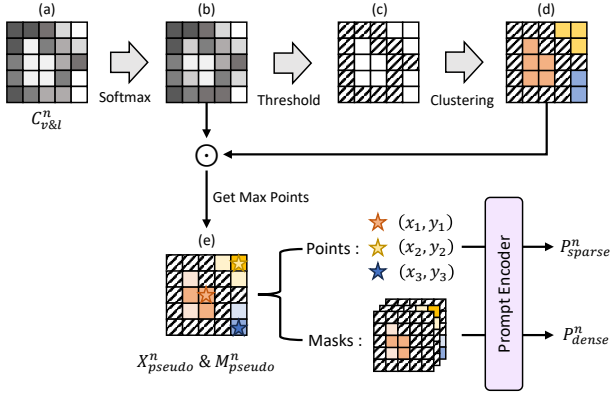 (a) (b) (c) (d)
Softmax Threshold Clustering
C^n_{v&l}
Get Max Points
(e)
Points : (x_1, y_1)
(x_2, y_2)
(x_3, y_3)
Masks :
Prompt Encoder
P^n_{sparse}
P^n_{dense}
X^n_{pseudo} & M^n_{pseudo}